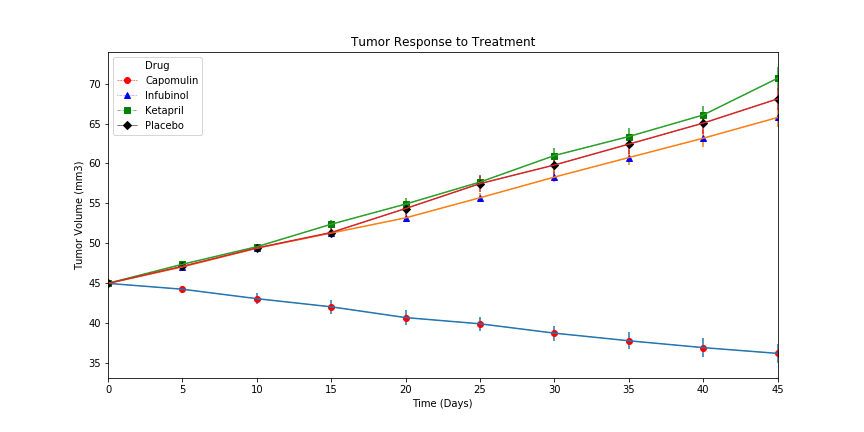 Tumor Response to Treatment
Drug
Capomulin
Infubinol
Ketapril
Placebo
Tumor Volume (mm3)
70
65
60
55
50
45
40
35
0 5 10 15 20 25 30 35 40 45
Time (Days)